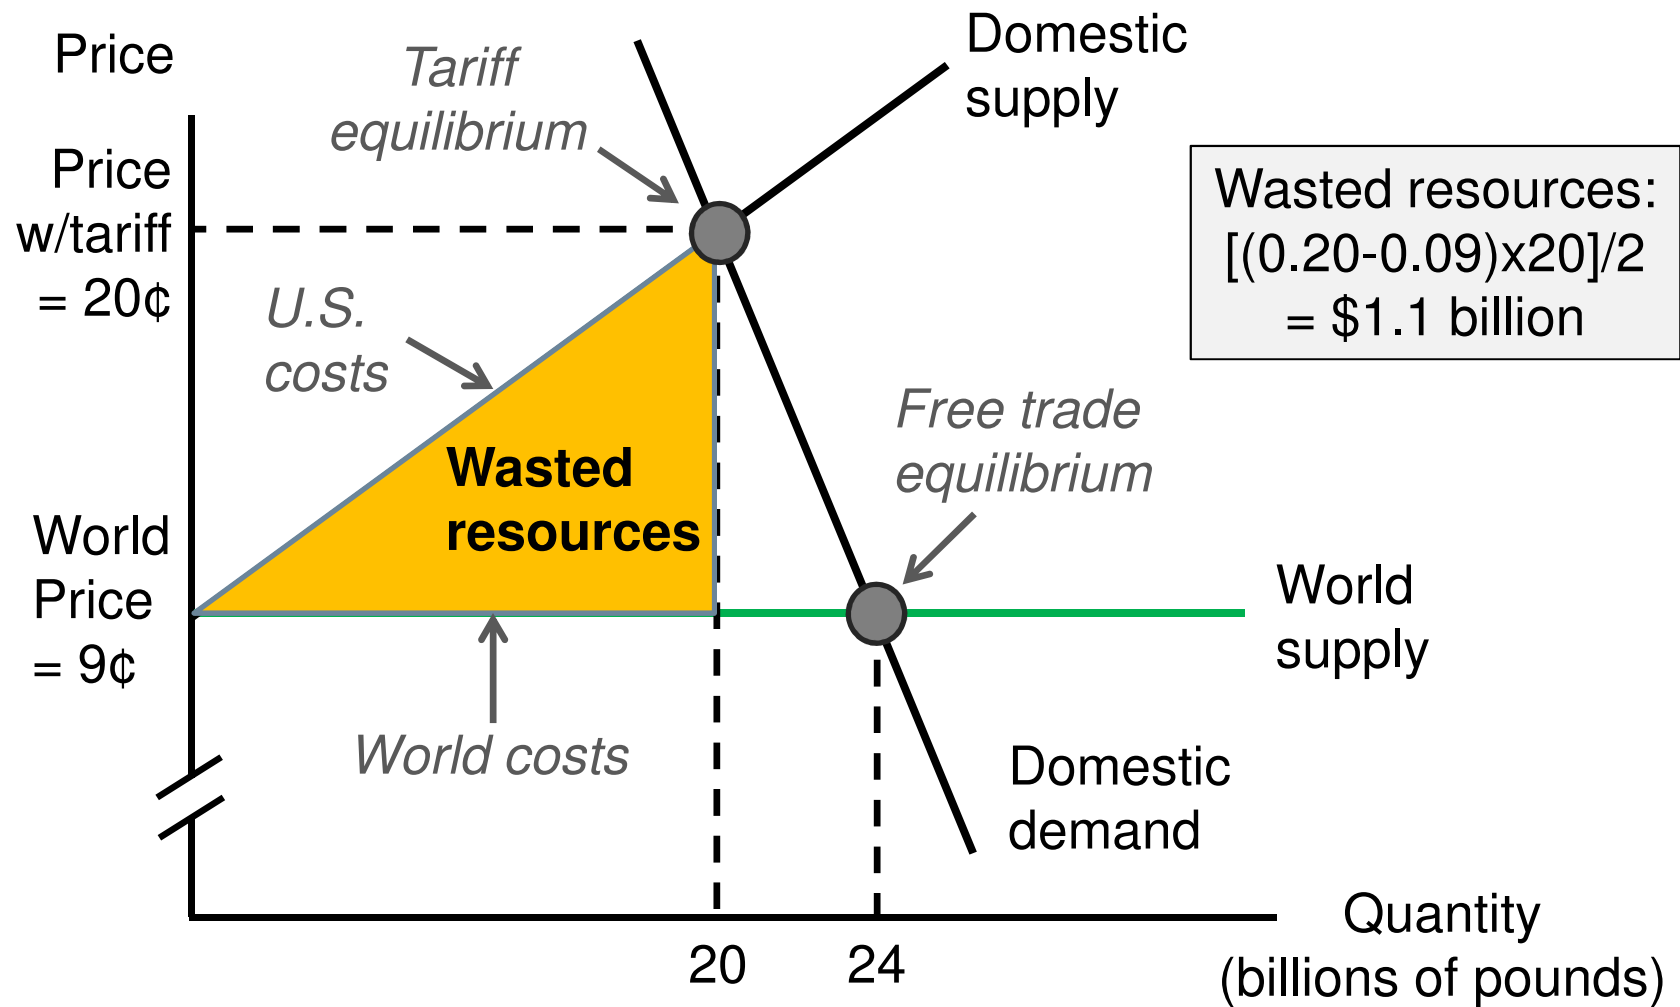 Price
Tariff
equilibrium
Domestic
supply
Price
w/tariff
= 20¢
Wasted resources:
[(0.20-0.09)x20]/2
= $1.1 billion
U.S.
costs
Free trade
equilibrium
Wasted
resources
World
Price
= 9¢
World
supply
World costs
Domestic
demand
20
24
Quantity
(billions of pounds)